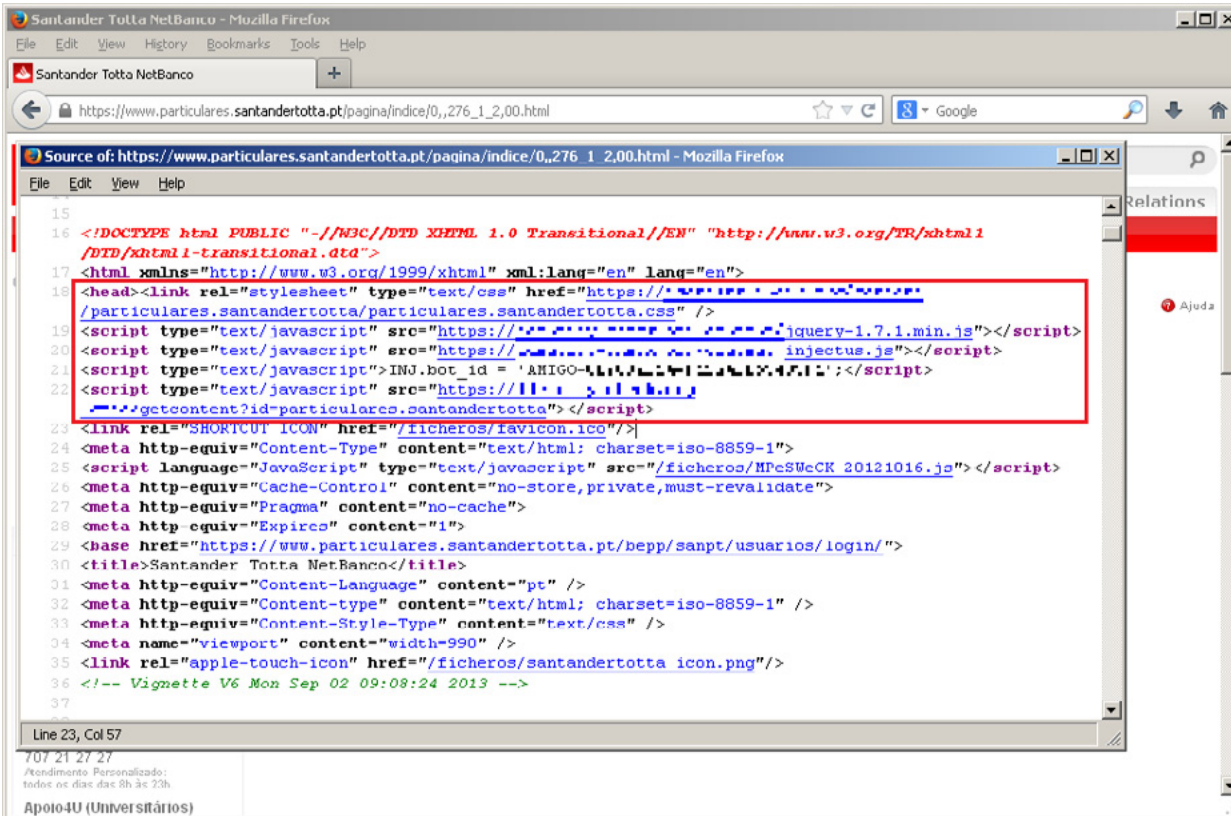 Santander Totta NetBanco - Mozilla Firefox
File Edit View History Bookmarks Tools Help
Santander Totta NetBanco
https://www.particulares.santandertotta.pt/pagina/indice/0,,276_1_2,00.html
Google
Source of: https://www.particulares.santandertotta.pt/pagina/indice/0,,276_1_2,00.html - Mozilla Firefox
File Edit View Help
Relations
Ajuda
15
16 <!DOCTYPE html PUBLIC "-//W3C//DTD XHTML 1.0 Transitional//EN" "http://www.w3.org/TR/xhtml1
/DTD/xhtml1-transitional.dtd">
17 <html xmlns="http://www.w3.org/1999/xhtml" xml:lang="en" lang="en">
18 <head><link rel="stylesheet" type="text/css" href="https://
/particulares.santandertotta/particulares.santandertotta.css" />
19 <script type="text/javascript" src="https:// jquery-1.7.1.min.js"></script>
20 <script type="text/javascript" src="https:// injectus.js"></script>
21 <script type="text/javascript">INJ.bot_id = 'AMIGO- ';</script>
22 <script type="text/javascript" src="https://
getcontent?id=particulares.santandertotta"></script>
23 <link rel="SHORTCUT ICON" href="/ficheros/favicon.ico"/>
24 <meta http-equiv="Content-Type" content="text/html; charset=iso-8859-1">
25 <script language="JavaScript" type="text/javascript" src="/ficheros/MPeSWeCK_20121016.js"></script>
26 <meta http-equiv="Cache-Control" content="no-store,private,must-revalidate">
27 <meta http-equiv="Pragma" content="no-cache">
28 <meta http-equiv="Expires" content="1">
29 <base href="https://www.particulares.santandertotta.pt/bepp/sanpt/usuarios/login/">
30 <title>Santander Totta NetBanco</title>
31 <meta http-equiv="Content-Language" content="pt" />
32 <meta http-equiv="Content-type" content="text/html; charset=iso-8859-1" />
33 <meta http-equiv="Content-Style-Type" content="text/css" />
34 <meta name="viewport" content="width=990" />
35 <link rel="apple-touch-icon" href="/ficheros/santandertotta_icon.png"/>
36 <!-- Vignette V6 Mon Sep 02 09:08:24 2013 -->
37
Line 23, Col 57
707 21 27 27
Atendimento Personalizado:
todos os dias das 8h às 23h
Apoio4U (Universitários)